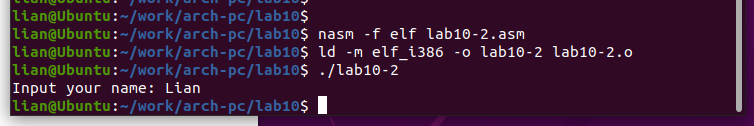 lian@Ubuntu:~/work/arch-pc/lab10$
lian@Ubuntu:~/work/arch-pc/lab10$ nasm -f elf lab10-2.asm
lian@Ubuntu:~/work/arch-pc/lab10$ ld -m elf_i386 -o lab10-2 lab10-2.o
lian@Ubuntu:~/work/arch-pc/lab10$ ./lab10-2
Input your name: Lian
lian@Ubuntu:~/work/arch-pc/lab10$